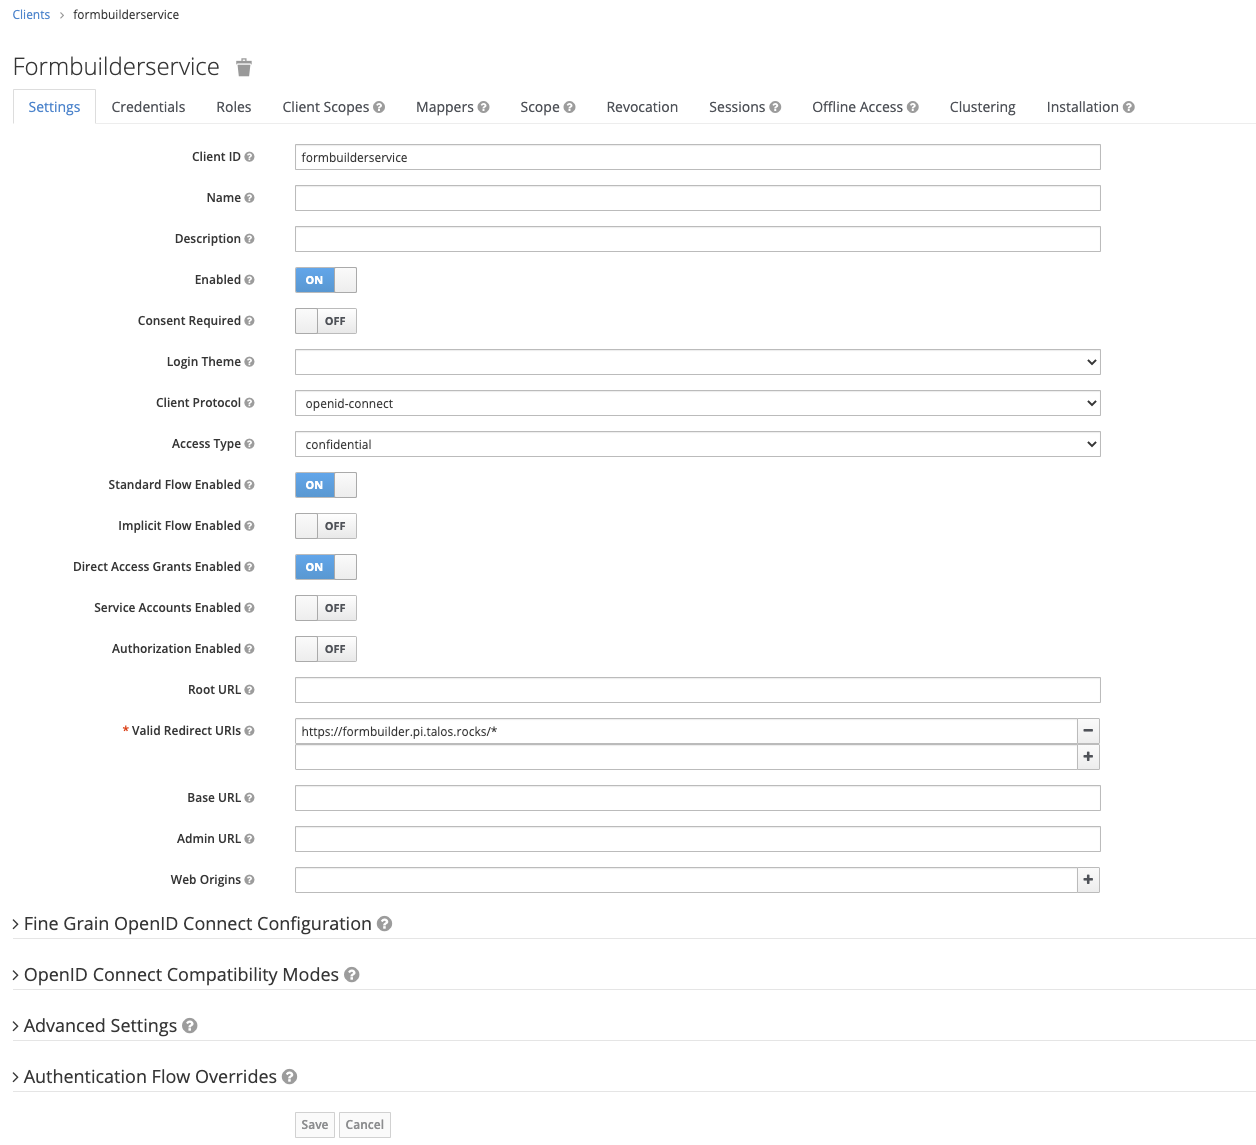 Clients > formbuilderservice
Formbuilderservice
Settings Credentials Roles Client Scopes Mappers Scope Revocation Sessions Offline Access Clustering Installation
Client ID formbuilderservice
Name
Description
Enabled ON
Consent Required OFF
Login Theme
Client Protocol openid-connect
Access Type confidential
Standard Flow Enabled ON
Implicit Flow Enabled OFF
Direct Access Grants Enabled ON
Service Accounts Enabled OFF
Authorization Enabled OFF
Root URL
* Valid Redirect URIs https://formbuilder.pi.talos.rocks/* −
+
Base URL
Admin URL
Web Origins +
> Fine Grain OpenID Connect Configuration
> OpenID Connect Compatibility Modes
> Advanced Settings
> Authentication Flow Overrides
Save Cancel